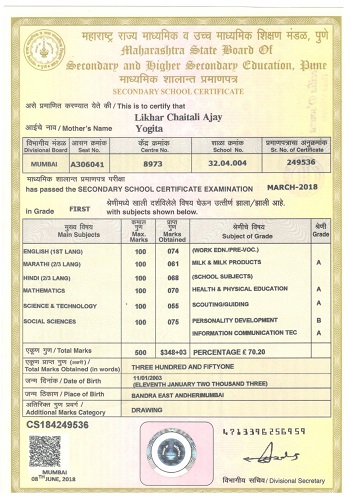 महाराष्ट्र राज्य माध्यमिक व उच्च माध्यमिक शिक्षण मंडळ, पुणे
Maharashtra State Board Of
Secondary and Higher Secondary Education, Pune
माध्यमिक शालान्त प्रमाणपत्र
SECONDARY SCHOOL CERTIFICATE
असे प्रमाणित करण्यात येते की / This is to certify that
Likhar Chaitali Ajay
आईचे नाव / Mother's Name Yogita
विभागीय मंडळ आसन क्रमांक केंद्र क्रमांक शाळा क्रमांक प्रमाणपत्राचा अनुक्रमांक
Divisional Board Seat No. Centre No. School No. Sr. No. of Certificate
MUMBAI A306041 8973 32.04.004 249536
माध्यमिक शालान्त प्रमाणपत्र परीक्षा
has passed the SECONDARY SCHOOL CERTIFICATE EXAMINATION MARCH-2018
श्रेणीमध्ये खाली दर्शविलेले विषय घेऊन उत्तीर्ण झाला/झाली आहे.
in Grade FIRST with subjects shown below.
मुख्य विषय कमाल गुण प्राप्त गुण श्रेणीचे विषय श्रेणी
Main Subjects Max. Marks Marks Obtained Subject of Grade Grade
ENGLISH (1ST LANG) 100 074 (WORK EDN./PRE-VOC.)
MARATHI (2/3 LANG) 100 061 MILK & MILK PRODUCTS A
HINDI (2/3 LANG) 100 068 (SCHOOL SUBJECTS)
MATHEMATICS 100 070 HEALTH & PHYSICAL EDUCATION A
SCIENCE & TECHNOLOGY 100 055 SCOUTING/GUIDING A
SOCIAL SCIENCES 100 075 PERSONALITY DEVELOPMENT B
INFORMATION COMMUNICATION TEC A
एकूण गुण / Total Marks 500 $348+03 PERCENTAGE £ 70.20
एकूण प्राप्त गुण (अक्षरी) /
Total Marks Obtained (in words) THREE HUNDRED AND FIFTYONE
जन्म दिनांक / Date of Birth 11/01/2003
(ELEVENTH JANUARY TWO THOUSAND THREE)
जन्म ठिकाण / Place of Birth BANDRA EAST ANDHERIMUMBAI
अतिरिक्त गुण प्रवर्ग /
Additional Marks Category DRAWING
CS184249536
4713396256959
MUMBAI
08TH JUNE, 2018
विभागीय सचिव / Divisional Secretary